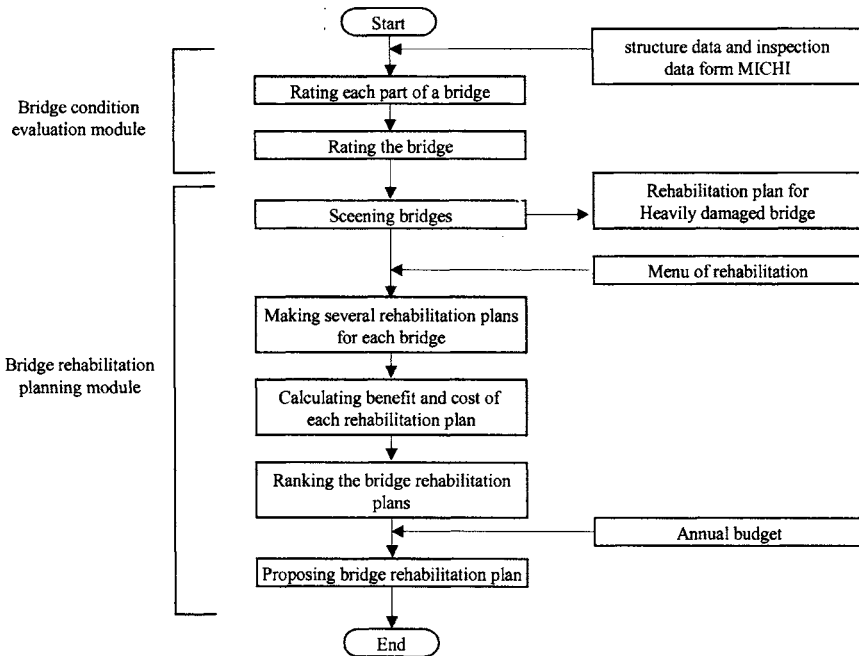 Start
structure data and inspection
data form MICHI
Rating each part of a bridge
Bridge condition
evaluation module
Rating the bridge
Sceening bridges
Rehabilitation plan for
Heavily damaged bridge
Menu of rehabilitation
Making several rehabilitation plans
for each bridge
Bridge rehabilitation
planning module
Calculating benefit and cost of
each rehabilitation plan
Ranking the bridge rehabilitation
plans
Annual budget
Proposing bridge rehabilitation plan
End